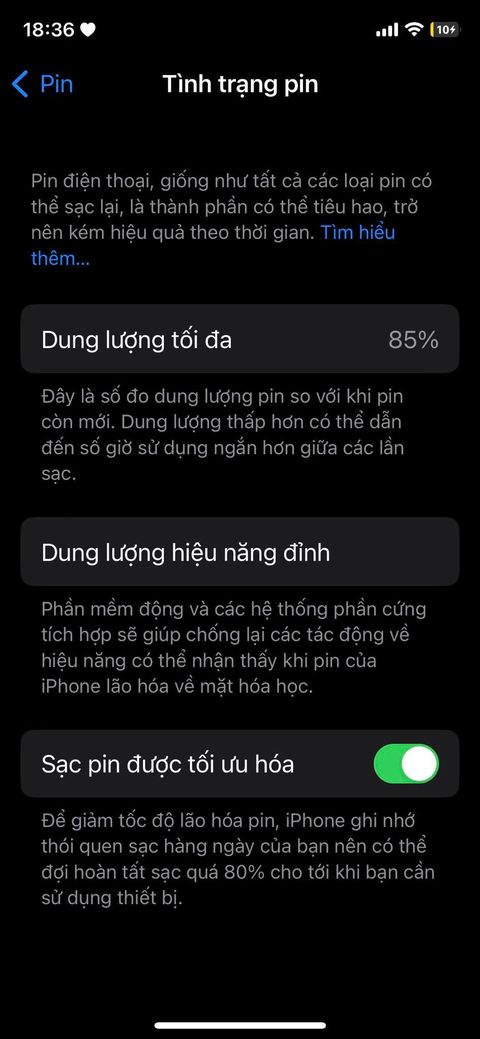 18:36
10
Pin
Tình trạng pin
Pin điện thoại, giống như tất cả các loại pin có
thể sạc lại, là thành phần có thể tiêu hao, trở
nên kém hiệu quả theo thời gian. Tìm hiểu
thêm...
Dung lượng tối đa
85%
Đây là số đo dung lượng pin so với khi pin
còn mới. Dung lượng thấp hơn có thể dẫn
đến số giờ sử dụng ngắn hơn giữa các lần
sạc.
Dung lượng hiệu năng đỉnh
Phần mềm động và các hệ thống phần cứng
tích hợp sẽ giúp chống lại các tác động về
hiệu năng có thể nhận thấy khi pin của
iPhone lão hóa về mặt hóa học.
Sạc pin được tối ưu hóa
Để giảm tốc độ lão hóa pin, iPhone ghi nhớ
thói quen sạc hàng ngày của bạn nên có thể
đợi hoàn tất sạc quá 80% cho tới khi bạn cần
sử dụng thiết bị.